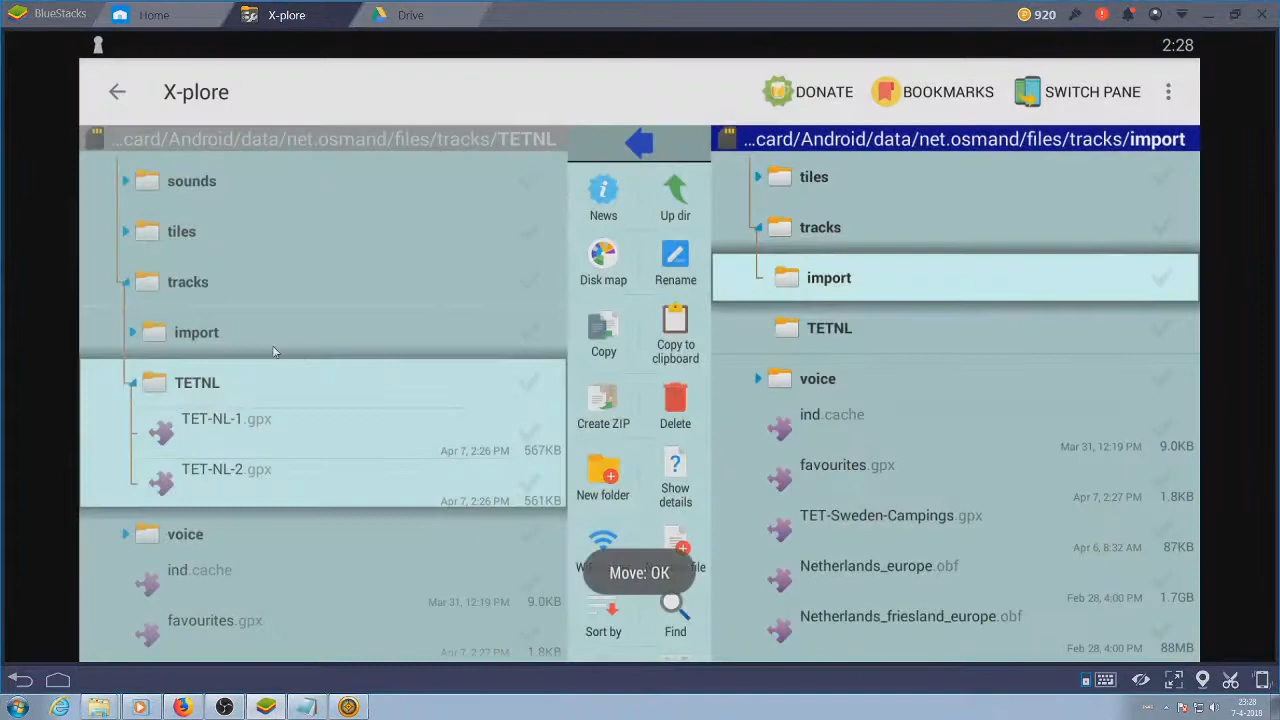 BlueStacks
Home
X-plore
Drive
920
2:28
X-plore
DONATE
BOOKMARKS
SWITCH PANE
...card/Android/data/net.osmand/files/tracks/TETNL
sounds
tiles
tracks
import
TETNL
TET-NL-1.gpx
Apr 7, 2:26 PM 567KB
TET-NL-2.gpx
Apr 7, 2:26 PM 561KB
voice
ind.cache
Mar 31, 12:19 PM 9.0KB
favourites.gpx
Apr 7, 2:27 PM 1.8KB
News
Up dir
Disk map
Rename
Copy
Copy to
clipboard
Create ZIP
Delete
New folder
Show
details
Move: OK
Sort by
Find
...card/Android/data/net.osmand/files/tracks/import
tiles
tracks
import
TETNL
voice
ind.cache
Mar 31, 12:19 PM 9.0KB
favourites.gpx
Apr 7, 2:27 PM 1.8KB
TET-Sweden-Campings.gpx
Apr 6, 8:32 AM 87KB
Netherlands_europe.obf
Feb 28, 4:00 PM 1.7GB
Netherlands_friesland_europe.obf
Feb 28, 4:00 PM 88MB
23:28
7-4-2018